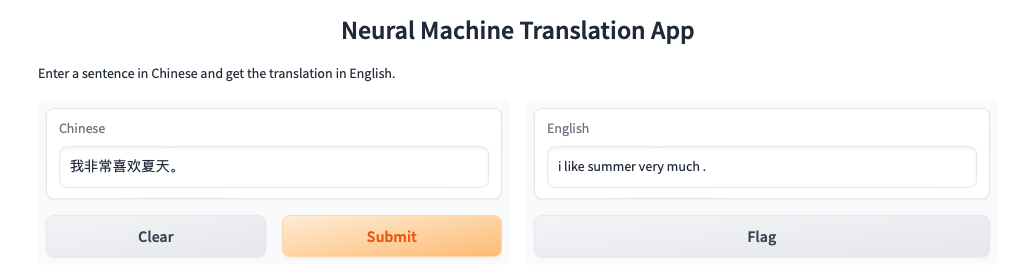 Neural Machine Translation App
Enter a sentence in Chinese and get the translation in English.
Chinese
我非常喜欢夏天。
Clear
Submit
English
i like summer very much .
Flag